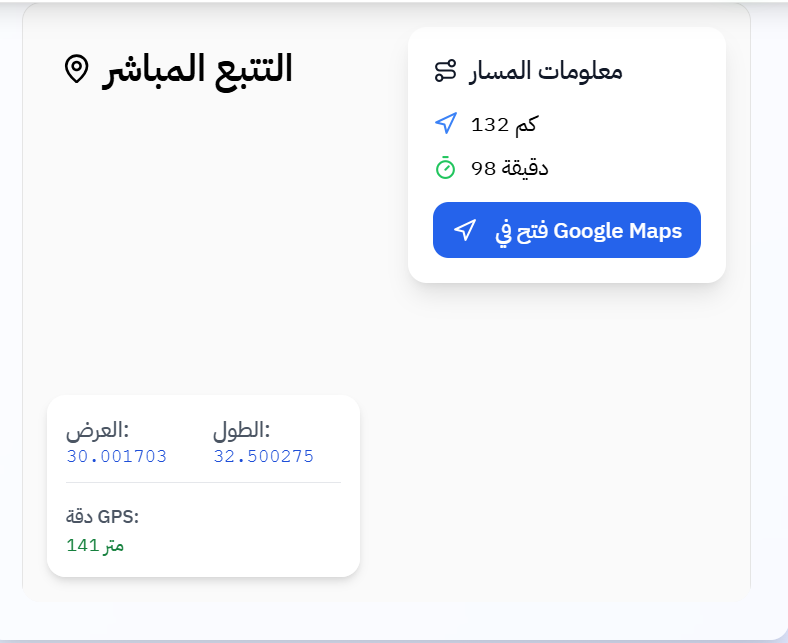 التتبع المباشر
معلومات المسار
132 كم
98 دقيقة
فتح في Google Maps
العرض:
30.001703
الطول:
32.500275
دقة GPS:
141 متر